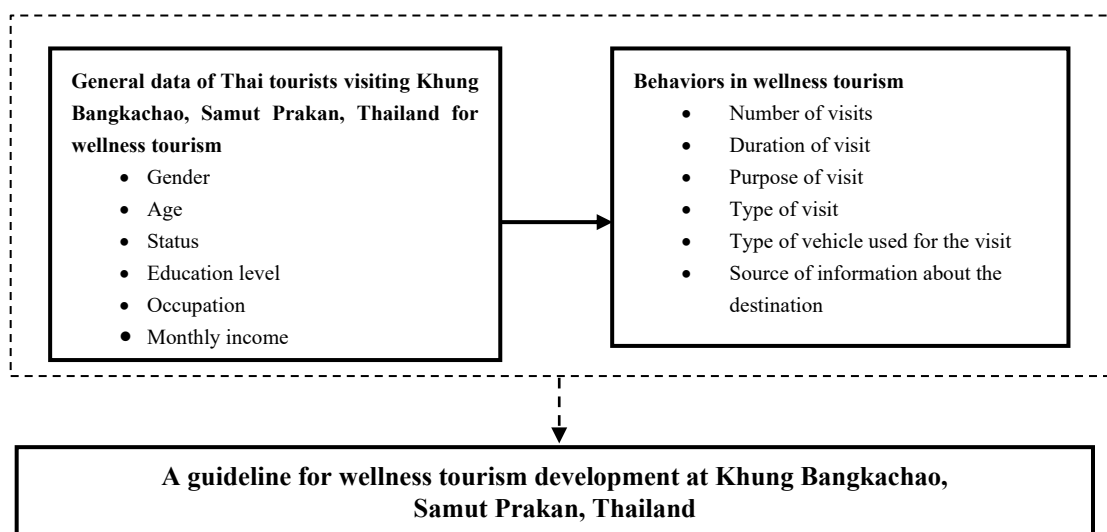 General data of Thai tourists visiting Khung
Bangkachao, Samut Prakan, Thailand for
wellness tourism
• Gender
• Age
• Status
• Education level
• Occupation
• Monthly income
Behaviors in wellness tourism
• Number of visits
• Duration of visit
• Purpose of visit
• Type of visit
• Type of vehicle used for the visit
• Source of information about the
destination
A guideline for wellness tourism development at Khung Bangkachao,
Samut Prakan, Thailand